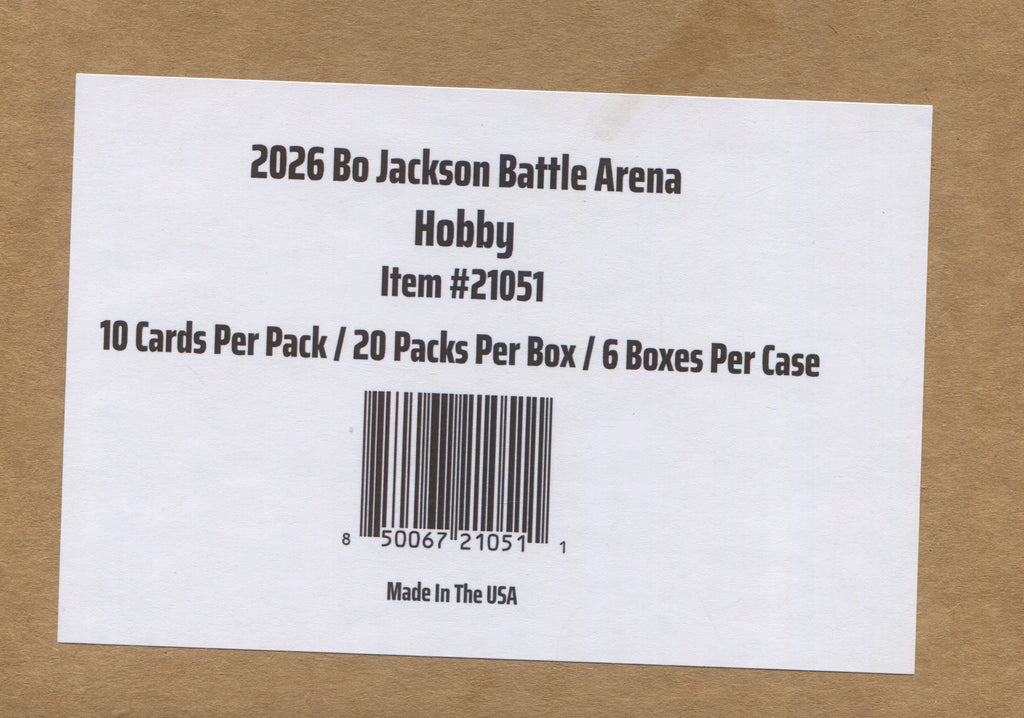 2026 Bo Jackson Battle Arena
Hobby
Item #21051
10 Cards Per Pack / 20 Packs Per Box / 6 Boxes Per Case
8 50067 21051 1
Made In The USA